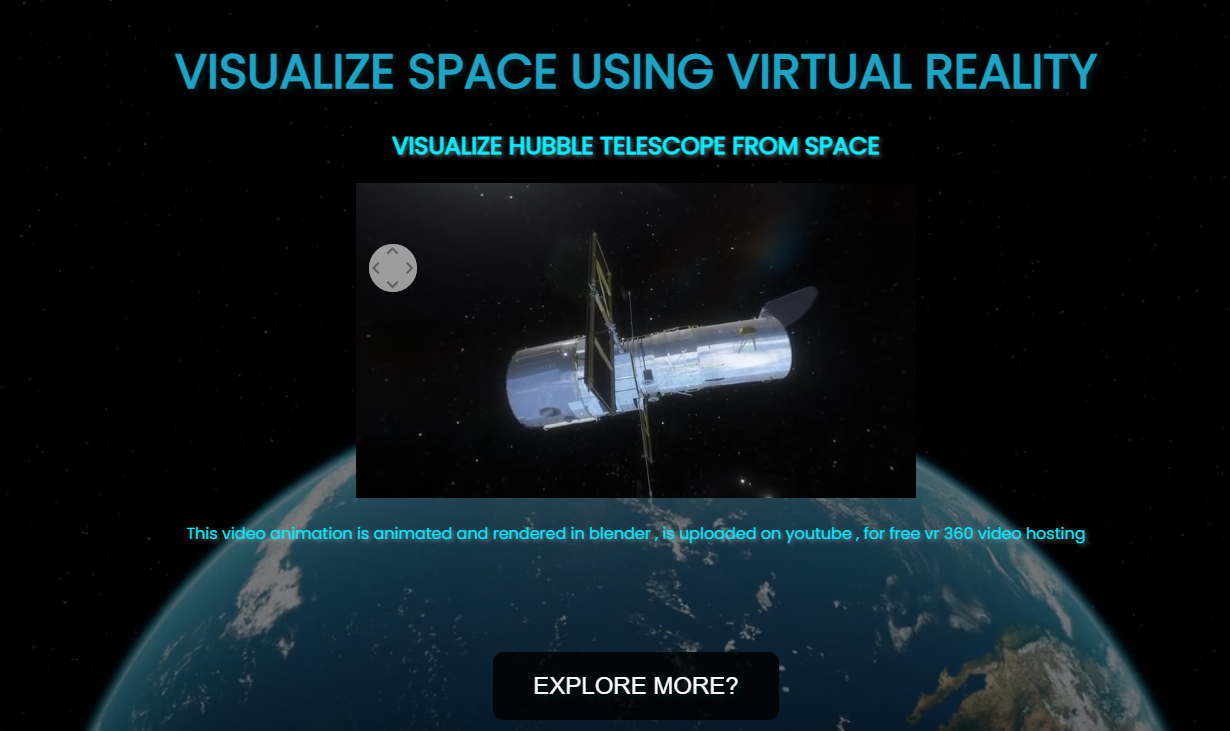 VISUALIZE SPACE USING VIRTUAL REALITY
VISUALIZE HUBBLE TELESCOPE FROM SPACE
This video animation is animated and rendered in blender , is uploaded on youtube , for free vr 360 video hosting
EXPLORE MORE?